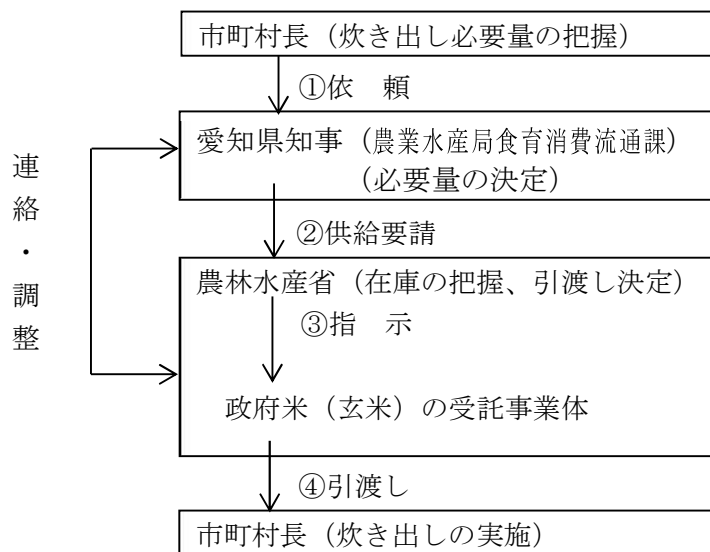 市町村長（炊き出し必要量の把握）
①依　頼
愛知県知事（農業水産局食育消費流通課）
（必要量の決定）
②供給要請
連絡・調整
農林水産省（在庫の把握、引渡し決定）
③指　示
政府米（玄米）の受託事業体
④引渡し
市町村長（炊き出しの実施）